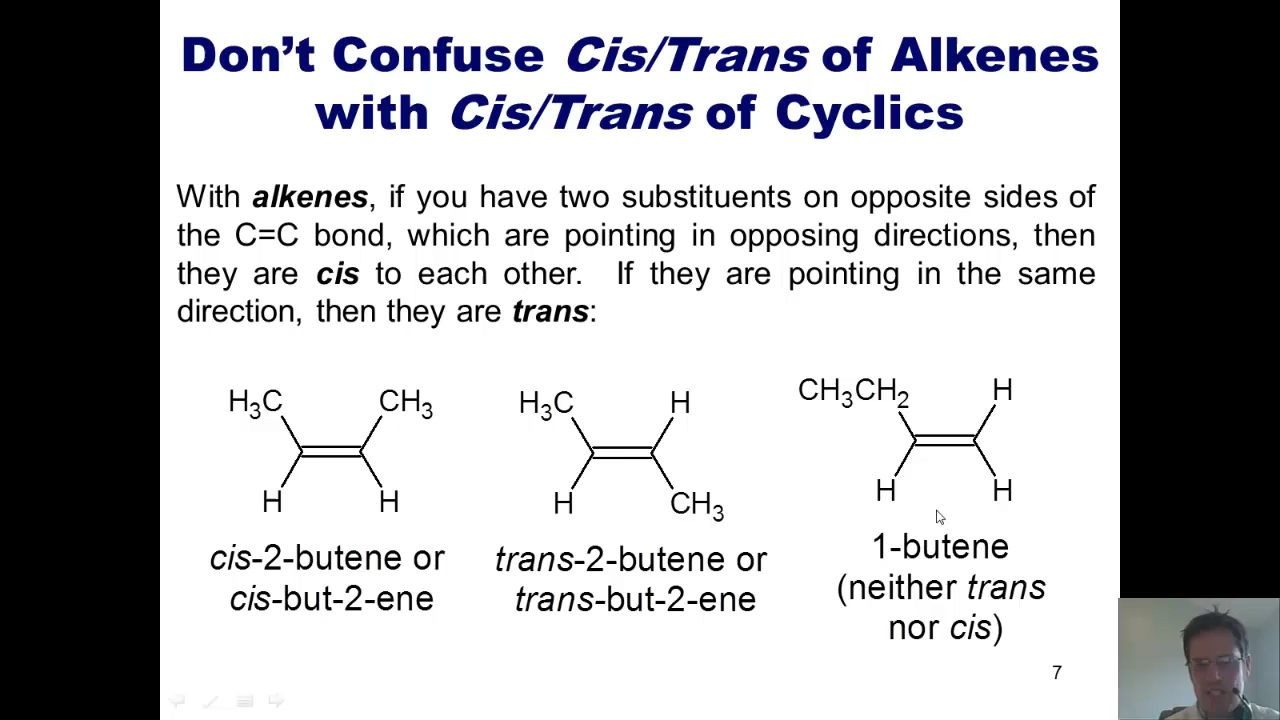 Don't Confuse Cis/Trans of Alkenes
with Cis/Trans of Cyclics
With alkenes, if you have two substituents on opposite sides of
the C=C bond, which are pointing in opposing directions, then
they are cis to each other. If they are pointing in the same
direction, then they are trans:
H₃C CH₃
H H
cis-2-butene or
cis-but-2-ene
H₃C H
H CH₃
trans-2-butene or
trans-but-2-ene
CH₃CH₂ H
H H
1-butene
(neither trans
nor cis)
7